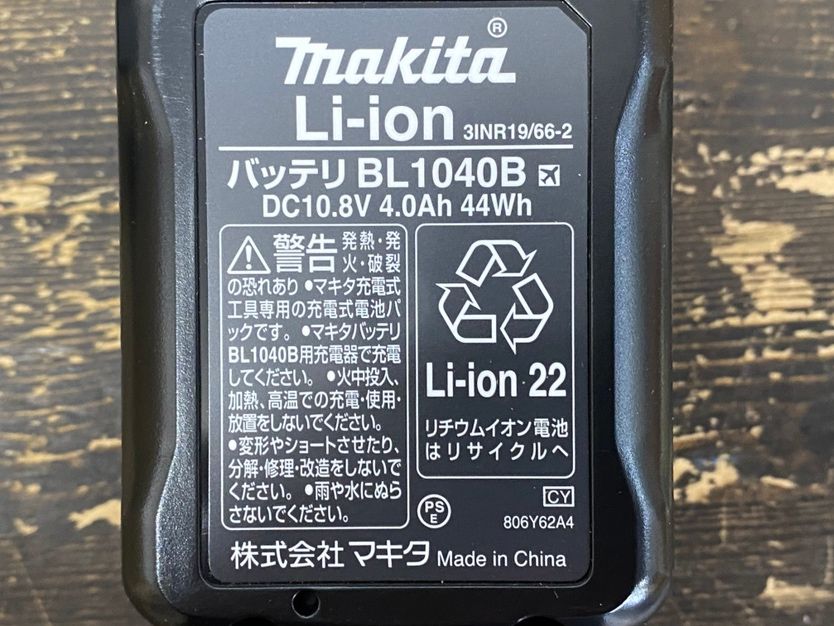 makita®
Li-ion 3INR19/66-2
バッテリ BL1040B
DC10.8V 4.0Ah 44Wh
警告 発熱・発
火・破裂
の恐れあり ●マキタ充電式
工具専用の充電式電池パ
ックです。 ●マキタバッテリ
BL1040B用充電器で充電
してください。 ●火中投入、
加熱、高温での充電・使用・
放置をしないでください。
●変形やショートさせたり、
分解・修理・改造をしないで
ください。 ●雨や水にぬら
さないでください。
Li-ion 22
リチウムイオン電池
はリサイクルへ
PS
E
CY
806Y62A4
株式会社 マキタ Made in China